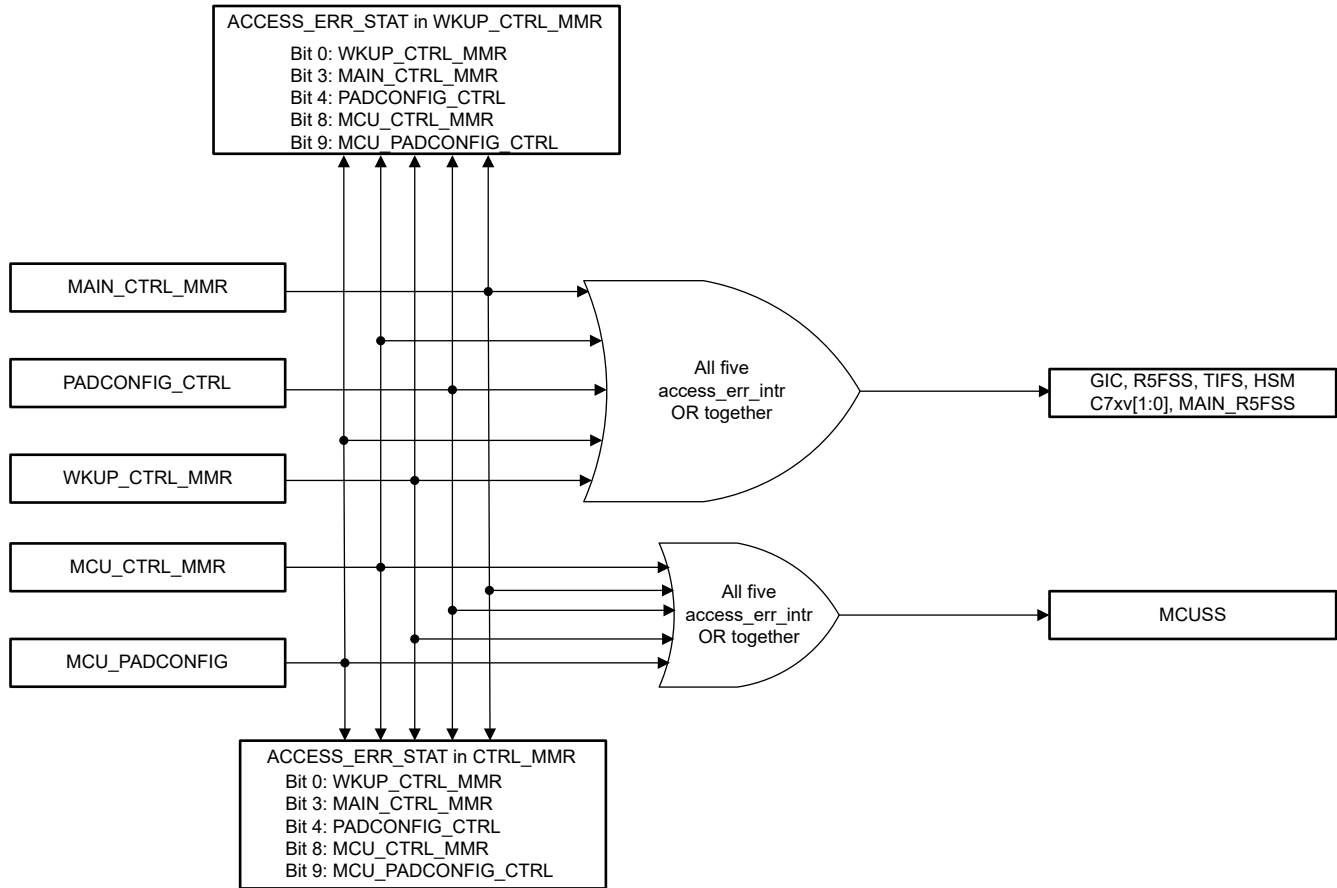 ACCESS_ERR_STAT in WKUP_CTRL_MMR
Bit 0: WKUP_CTRL_MMR
Bit 3: MAIN_CTRL_MMR
Bit 4: PADCONFIG_CTRL
Bit 8: MCU_CTRL_MMR
Bit 9: MCU_PADCONFIG_CTRL
MAIN_CTRL_MMR
PADCONFIG_CTRL
WKUP_CTRL_MMR
MCU_CTRL_MMR
MCU_PADCONFIG
All five
access_err_intr
OR together
GIC, R5FSS, TIFS, HSM
C7xv[1:0], MAIN_R5FSS
All five
access_err_intr
OR together
MCUSS
ACCESS_ERR_STAT in CTRL_MMR
Bit 0: WKUP_CTRL_MMR
Bit 3: MAIN_CTRL_MMR
Bit 4: PADCONFIG_CTRL
Bit 8: MCU_CTRL_MMR
Bit 9: MCU_PADCONFIG_CTRL